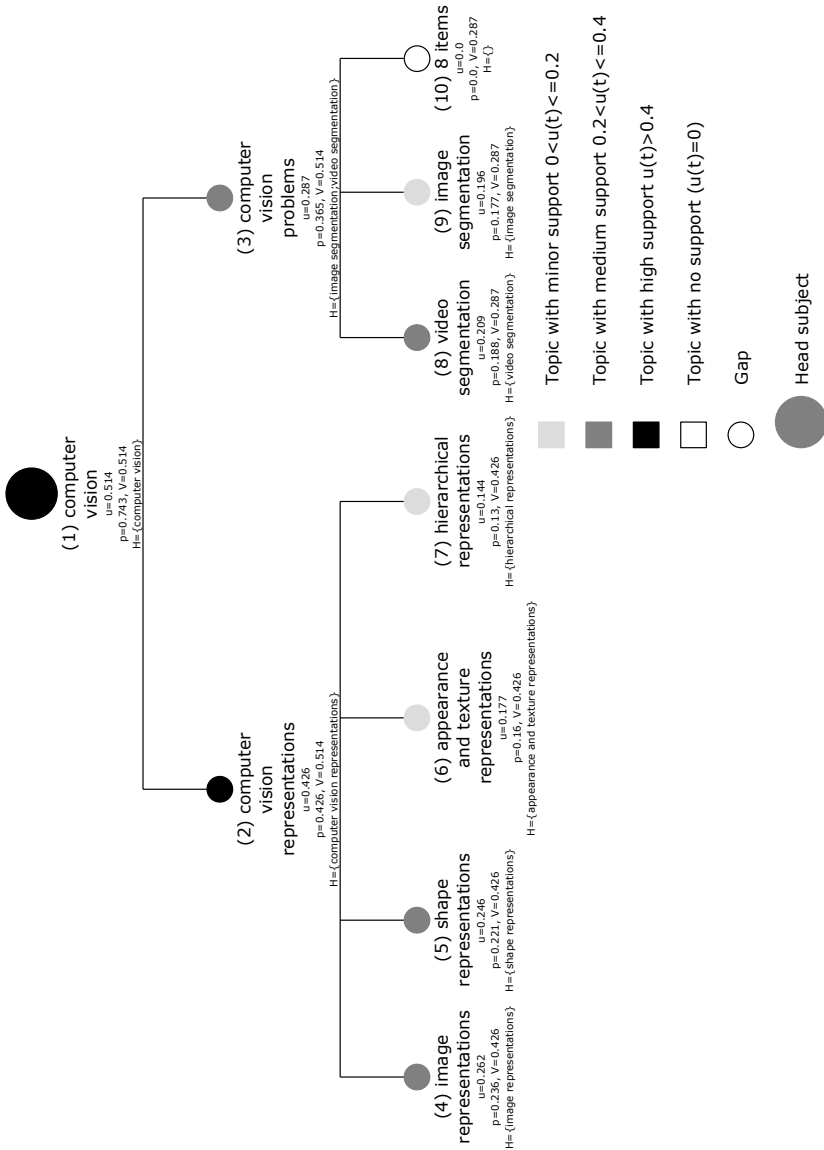 (1) computer
vision
u=0.514
p=0.743, V=0.514
H={computer vision}
(2) computer
vision
representations
u=0.426
p=0.426, V=0.514
H={computer vision representations}
(3) computer
vision
problems
u=0.287
p=0.365, V=0.514
H={image segmentation;video segmentation}
(4) image
representations
u=0.262
p=0.236, V=0.426
H={image representations}
(5) shape
representations
u=0.246
p=0.221, V=0.426
H={shape representations}
(6) appearance
and texture
representations
u=0.177
p=0.16, V=0.426
H={appearance and texture representations}
(7) hierarchical
representations
u=0.144
p=0.13, V=0.426
H={hierarchical representations}
(8) video
segmentation
u=0.209
p=0.188, V=0.287
H={video segmentation}
(9) image
segmentation
u=0.196
p=0.177, V=0.287
H={image segmentation}
(10) 8 items
u=0.0
p=0.0, V=0.287
H={}
Topic with minor support 0<u(t)<=0.2
Topic with medium support 0.2<u(t)<=0.4
Topic with high support u(t)>0.4
Topic with no support (u(t)=0)
Gap
Head subject